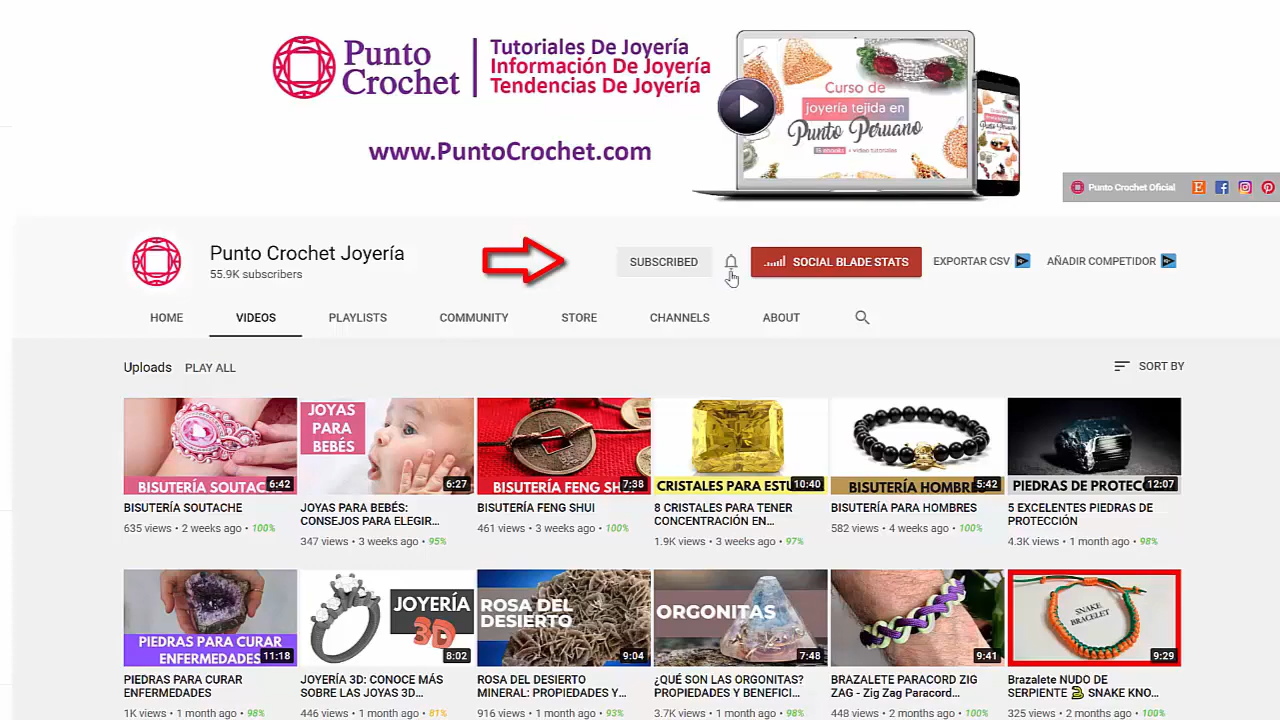 Punto
Crochet
Tutoriales De Joyería
Información De Joyería
Tendencias De Joyería
www.PuntoCrochet.com
Curso de
joyería tejida en
Punto Peruano
15 ebooks + video tutoriales
Punto Crochet Oficial
Punto Crochet Joyería
55.9K subscribers
SUBSCRIBED
SOCIAL BLADE STATS
EXPORTAR CSV
AÑADIR COMPETIDOR
HOME VIDEOS PLAYLISTS COMMUNITY STORE CHANNELS ABOUT
Uploads PLAY ALL
SORT BY
BISUTERÍA SOUTAC
6:42
BISUTERÍA SOUTACHE
635 views • 2 weeks ago • 100%
JOYAS
PARA
BEBÉS
6:27
JOYAS PARA BEBÉS:
CONSEJOS PARA ELEGIR...
347 views • 3 weeks ago • 95%
BISUTERÍA FENG SHUI
7:38
BISUTERÍA FENG SHUI
461 views • 3 weeks ago • 100%
CRISTALES PARA ESTU
10:40
8 CRISTALES PARA TENER
CONCENTRACIÓN EN...
1.9K views • 3 weeks ago • 97%
BISUTERÍA HOMBRE
5:42
BISUTERÍA PARA HOMBRES
582 views • 4 weeks ago • 100%
PIEDRAS DE PROTEC
12:07
5 EXCELENTES PIEDRAS DE
PROTECCIÓN
4.3K views • 1 month ago • 98%
PIEDRAS PARA CURAR
ENFERMEDADES
11:18
PIEDRAS PARA CURAR
ENFERMEDADES
1K views • 1 month ago • 98%
JOYERÍA
3D
8:02
JOYERÍA 3D: CONOCE MÁS
SOBRE LAS JOYAS 3D...
446 views • 1 month ago • 81%
ROSA DEL
DESIERTO
9:04
ROSA DEL DESIERTO
MINERAL: PROPIEDADES Y...
916 views • 1 month ago • 93%
ORGONITAS
7:48
¿QUÉ SON LAS ORGONITAS?
PROPIEDADES Y BENEFICI...
3.7K views • 1 month ago • 98%
9:41
BRAZALETE PARACORD ZIG
ZAG - Zig Zag Paracord...
448 views • 2 months ago • 100%
SNAKE
BRACELET
9:29
Brazalete NUDO DE
SERPIENTE 🐍 SNAKE KNO...
325 views • 2 months ago • 100%